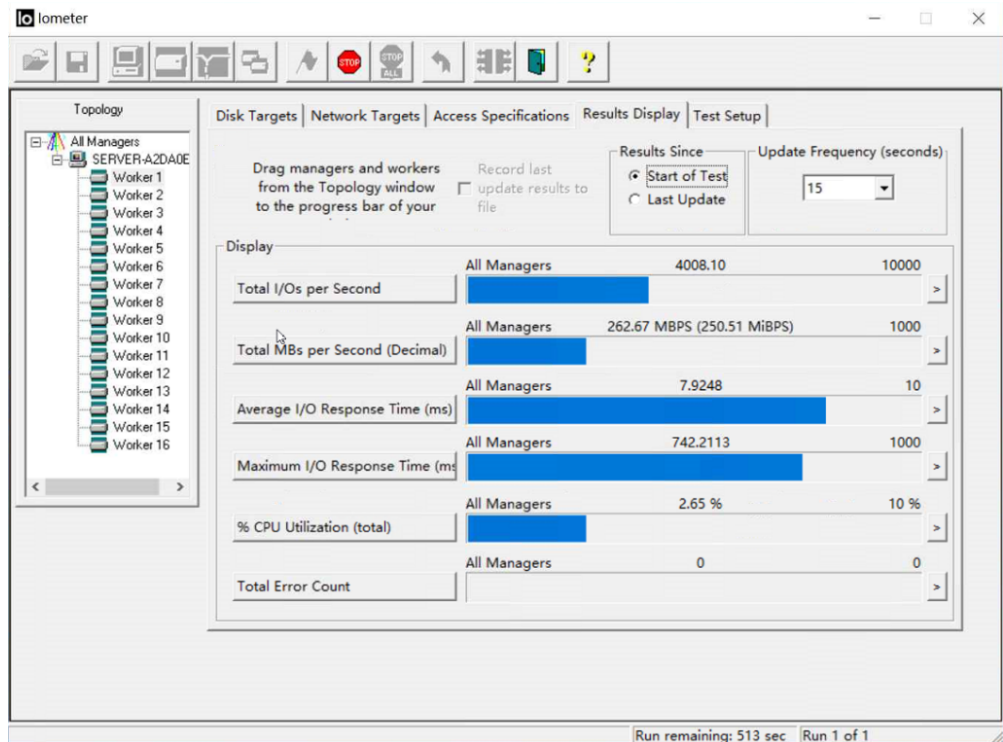 Io Iometer
STOP
STOP ALL
?
Topology
All Managers
SERVER-A2DA0E
Worker 1
Worker 2
Worker 3
Worker 4
Worker 5
Worker 6
Worker 7
Worker 8
Worker 9
Worker 10
Worker 11
Worker 12
Worker 13
Worker 14
Worker 15
Worker 16
Disk Targets Network Targets Access Specifications Results Display Test Setup
Drag managers and workers
from the Topology window
to the progress bar of your
Record last
update results to
file
Results Since
Start of Test
Last Update
Update Frequency (seconds)
15
Display
All Managers 4008.10 10000
Total I/Os per Second >
All Managers 262.67 MBPS (250.51 MiBPS) 1000
Total MBs per Second (Decimal) >
All Managers 7.9248 10
Average I/O Response Time (ms) >
All Managers 742.2113 1000
Maximum I/O Response Time (ms >
All Managers 2.65 % 10 %
% CPU Utilization (total) >
All Managers 0 0
Total Error Count >
Run remaining: 513 sec Run 1 of 1